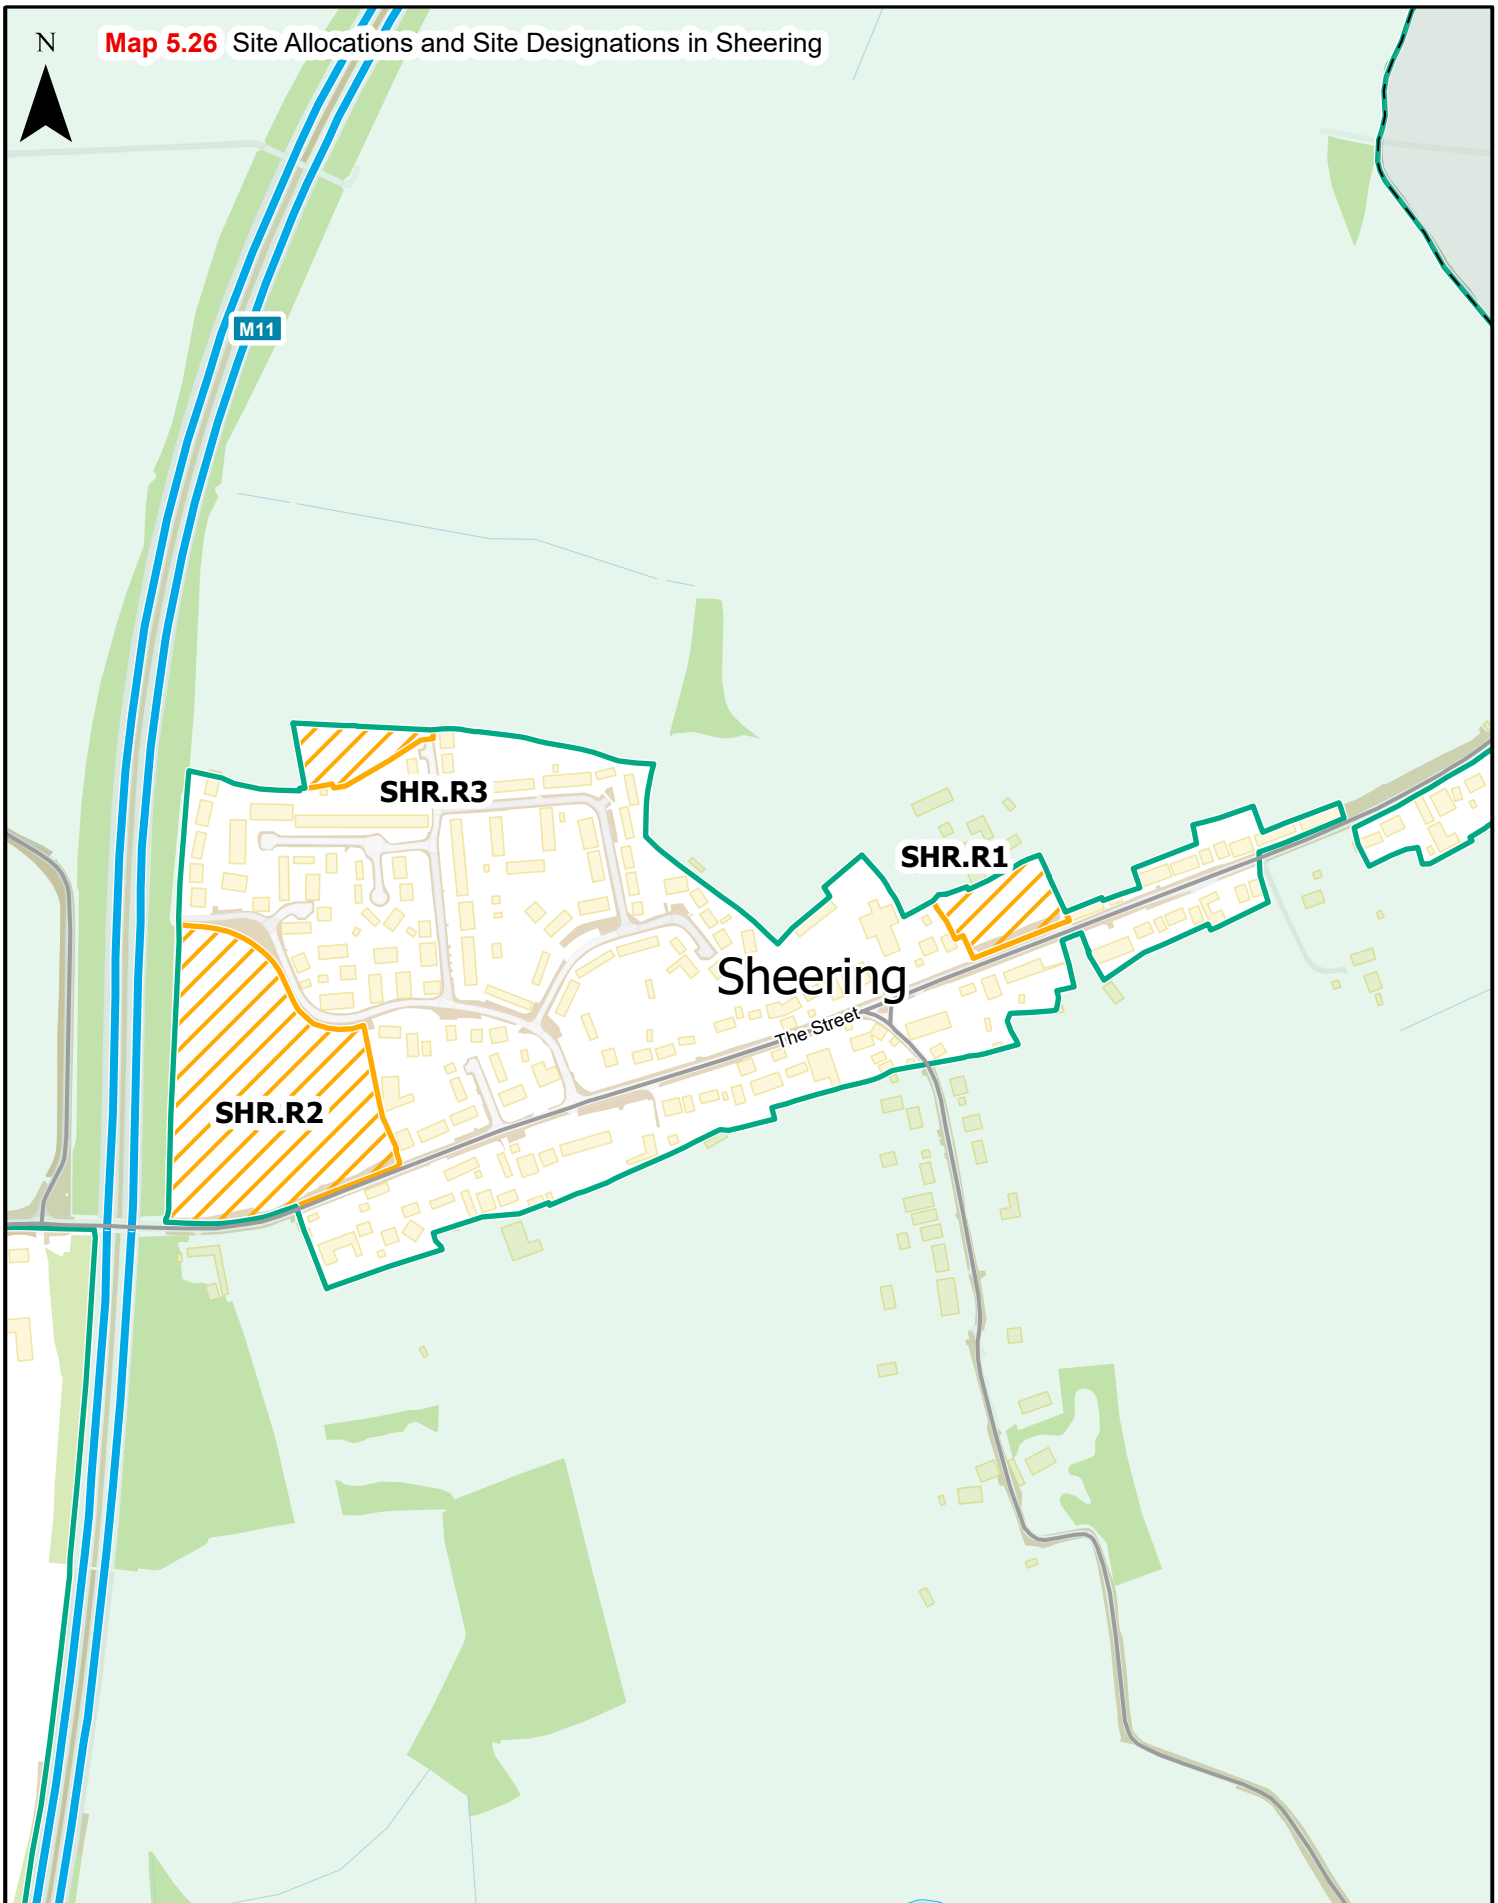 N
Map 5.26 Site Allocations and Site Designations in Sheering
M11
SHR.R3
SHR.R1
Sheering
The Street
SHR.R2